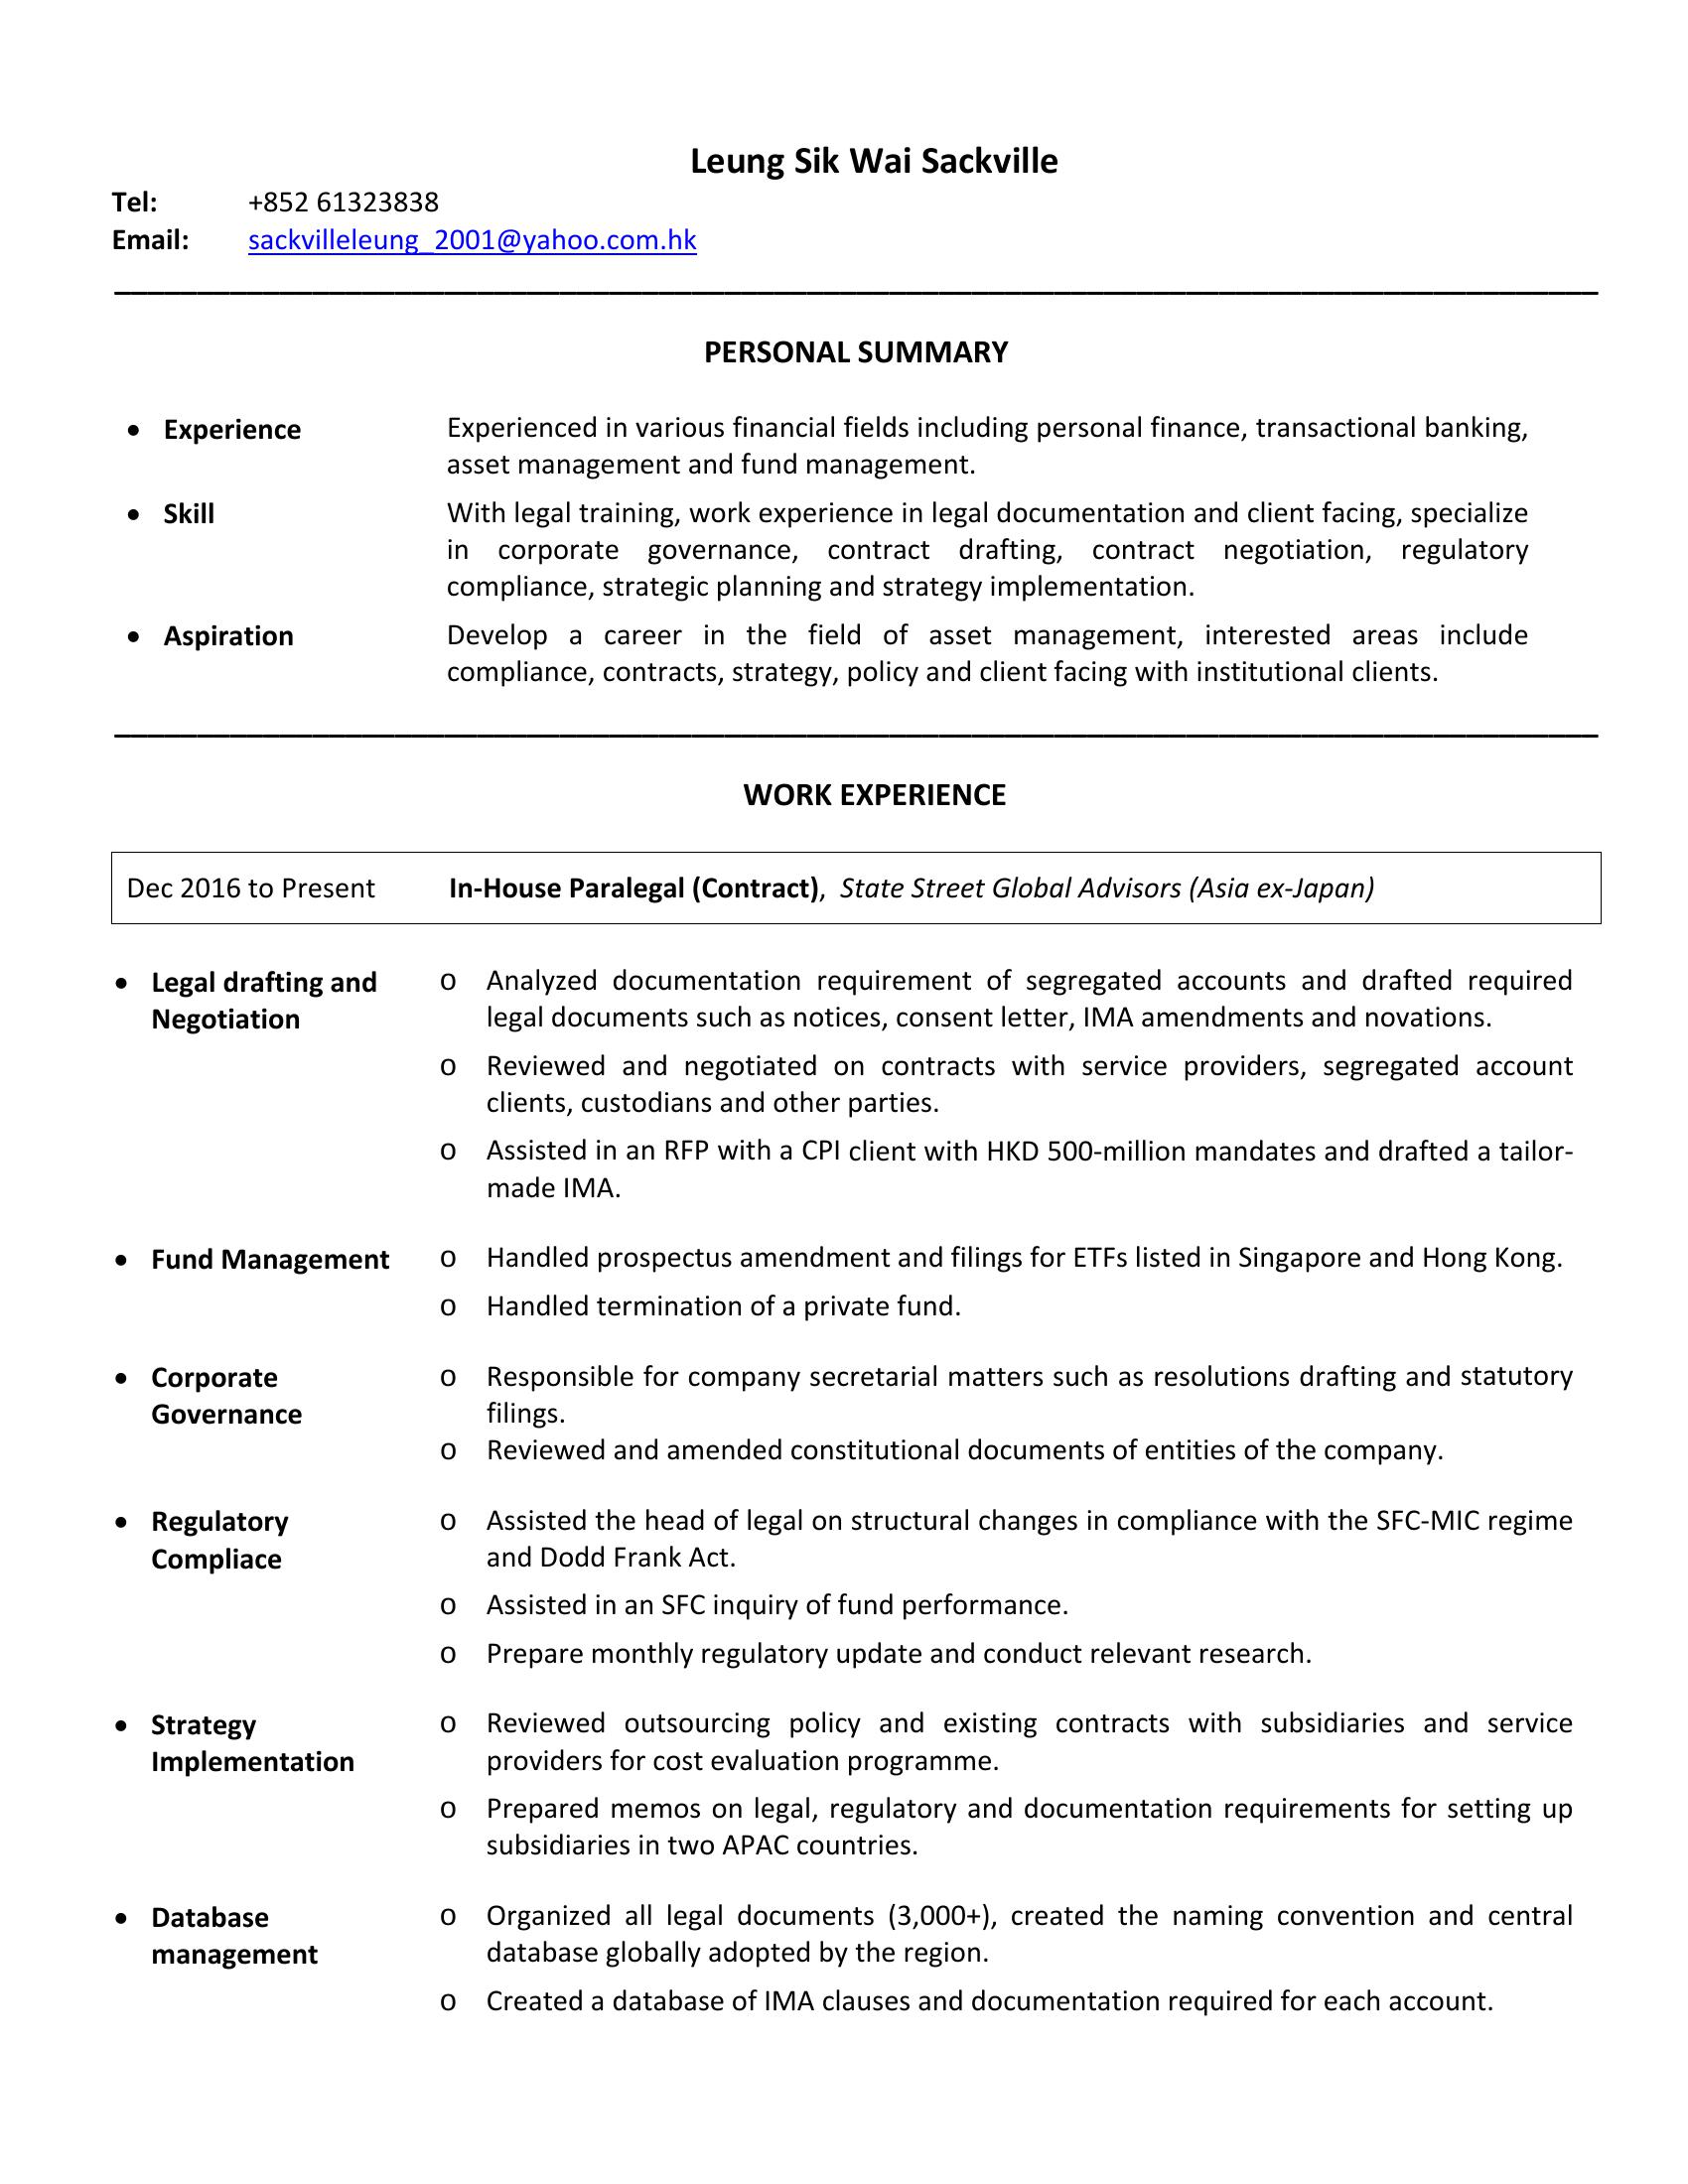 Leung Sik Wai Sackville
Tel: +852 61323838
Email: sackvilleleung_2001@yahoo.com.hk
PERSONAL SUMMARY
• Experience Experienced in various financial fields including personal finance, transactional banking,
asset management and fund management.
• Skill With legal training, work experience in legal documentation and client facing, specialize
in corporate governance, contract drafting, contract negotiation, regulatory
compliance, strategic planning and strategy implementation.
• Aspiration Develop a career in the field of asset management, interested areas include
compliance, contracts, strategy, policy and client facing with institutional clients.
WORK EXPERIENCE
Dec 2016 to Present In-House Paralegal (Contract), State Street Global Advisors (Asia ex-Japan)
• Legal drafting and o Analyzed documentation requirement of segregated accounts and drafted required
Negotiation legal documents such as notices, consent letter, IMA amendments and novations.
o Reviewed and negotiated on contracts with service providers, segregated account
clients, custodians and other parties.
o Assisted in an RFP with a CPI client with HKD 500-million mandates and drafted a tailor-
made IMA.
• Fund Management o Handled prospectus amendment and filings for ETFs listed in Singapore and Hong Kong.
o Handled termination of a private fund.
• Corporate o Responsible for company secretarial matters such as resolutions drafting and statutory
Governance filings.
o Reviewed and amended constitutional documents of entities of the company.
• Regulatory o Assisted the head of legal on structural changes in compliance with the SFC-MIC regime
Compliace and Dodd Frank Act.
o Assisted in an SFC inquiry of fund performance.
o Prepare monthly regulatory update and conduct relevant research.
• Strategy o Reviewed outsourcing policy and existing contracts with subsidiaries and service
Implementation providers for cost evaluation programme.
o Prepared memos on legal, regulatory and documentation requirements for setting up
subsidiaries in two APAC countries.
• Database o Organized all legal documents (3,000+), created the naming convention and central
management database globally adopted by the region.
o Created a database of IMA clauses and documentation required for each account.